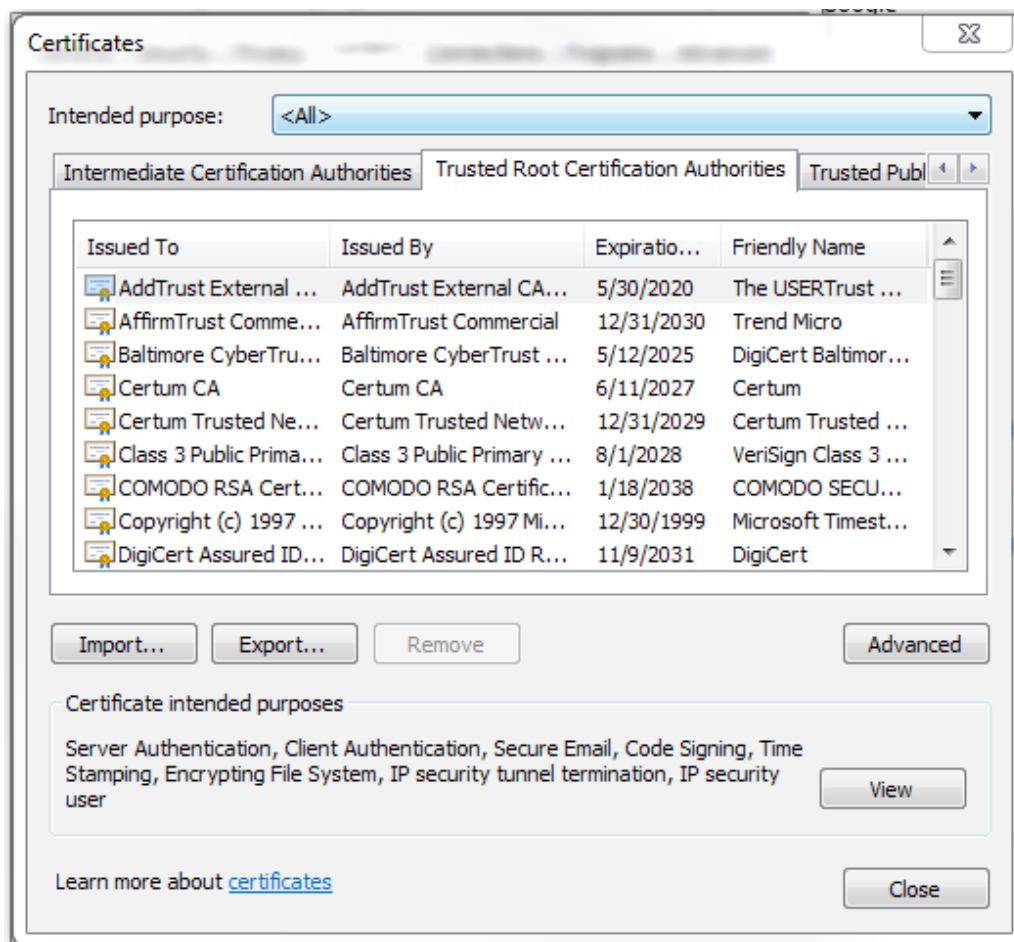 Certificates
Intended purpose: <All>
Intermediate Certification Authorities Trusted Root Certification Authorities Trusted Publ
Issued To Issued By Expiratio... Friendly Name
AddTrust External ... AddTrust External CA... 5/30/2020 The USERTrust ...
AffirmTrust Comme... AffirmTrust Commercial 12/31/2030 Trend Micro
Baltimore CyberTru... Baltimore CyberTrust ... 5/12/2025 DigiCert Baltimor...
Certum CA Certum CA 6/11/2027 Certum
Certum Trusted Ne... Certum Trusted Netw... 12/31/2029 Certum Trusted ...
Class 3 Public Prima... Class 3 Public Primary ... 8/1/2028 VeriSign Class 3 ...
COMODO RSA Cert... COMODO RSA Certific... 1/18/2038 COMODO SECU...
Copyright (c) 1997 ... Copyright (c) 1997 Mi... 12/30/1999 Microsoft Timest...
DigiCert Assured ID... DigiCert Assured ID R... 11/9/2031 DigiCert
Import... Export... Remove Advanced
Certificate intended purposes
Server Authentication, Client Authentication, Secure Email, Code Signing, Time
Stamping, Encrypting File System, IP security tunnel termination, IP security
user
View
Learn more about certificates
Close